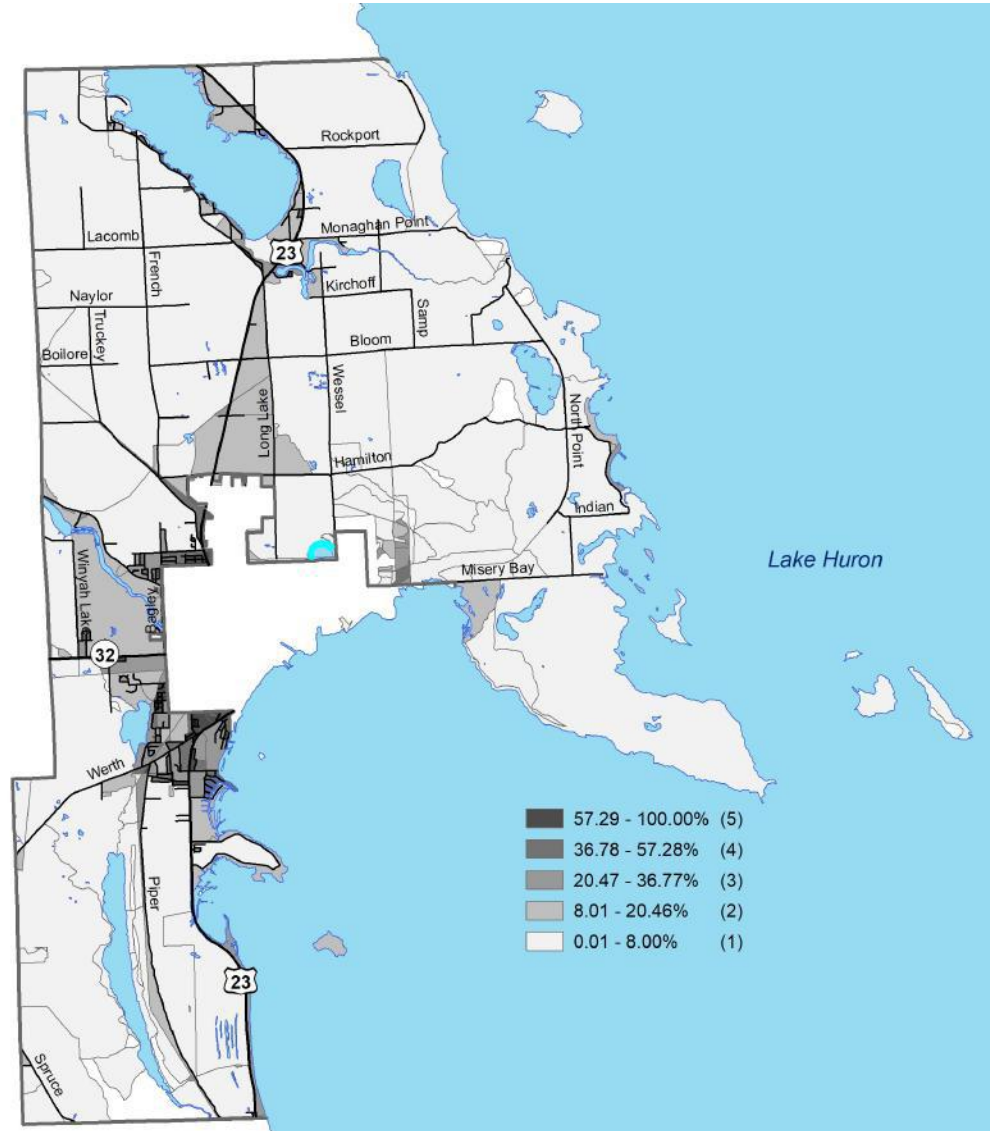 Rockport
Monaghan Point
Lacomb
23
French
Kirchoff
Naylor
Truckey
Samp
Bloom
Boilore
Wessel
Long Lake
North Point
Hamilton
Indian
Lake Huron
Misery Bay
Winyah Lake
Bagley
32
57.29 - 100.00% (5)
36.78 - 57.28% (4)
20.47 - 36.77% (3)
8.01 - 20.46% (2)
0.01 - 8.00% (1)
Werth
Piper
23
Spruce